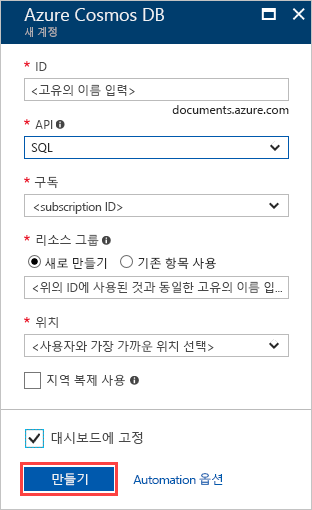 Azure Cosmos DB
새 계정
* ID
<고유의 이름 입력>
documents.azure.com
* API
SQL
* 구독
<subscription ID>
* 리소스 그룹
새로 만들기 기존 항목 사용
<위의 ID에 사용된 것과 동일한 고유의 이름 입...
* 위치
<사용자와 가장 가까운 위치 선택>
지역 복제 사용
대시보드에 고정
만들기 Automation 옵션